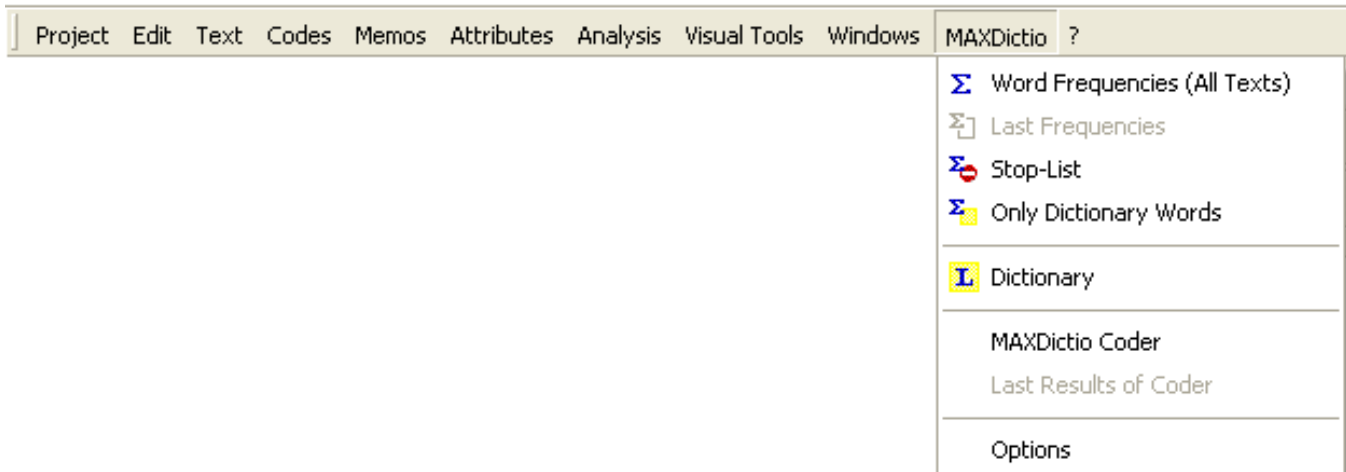 Project Edit Text Codes Memos Attributes Analysis Visual Tools Windows MAXDictio ?
Word Frequencies (All Texts)
Last Frequencies
Stop-List
Only Dictionary Words
L Dictionary
MAXDictio Coder
Last Results of Coder
Options